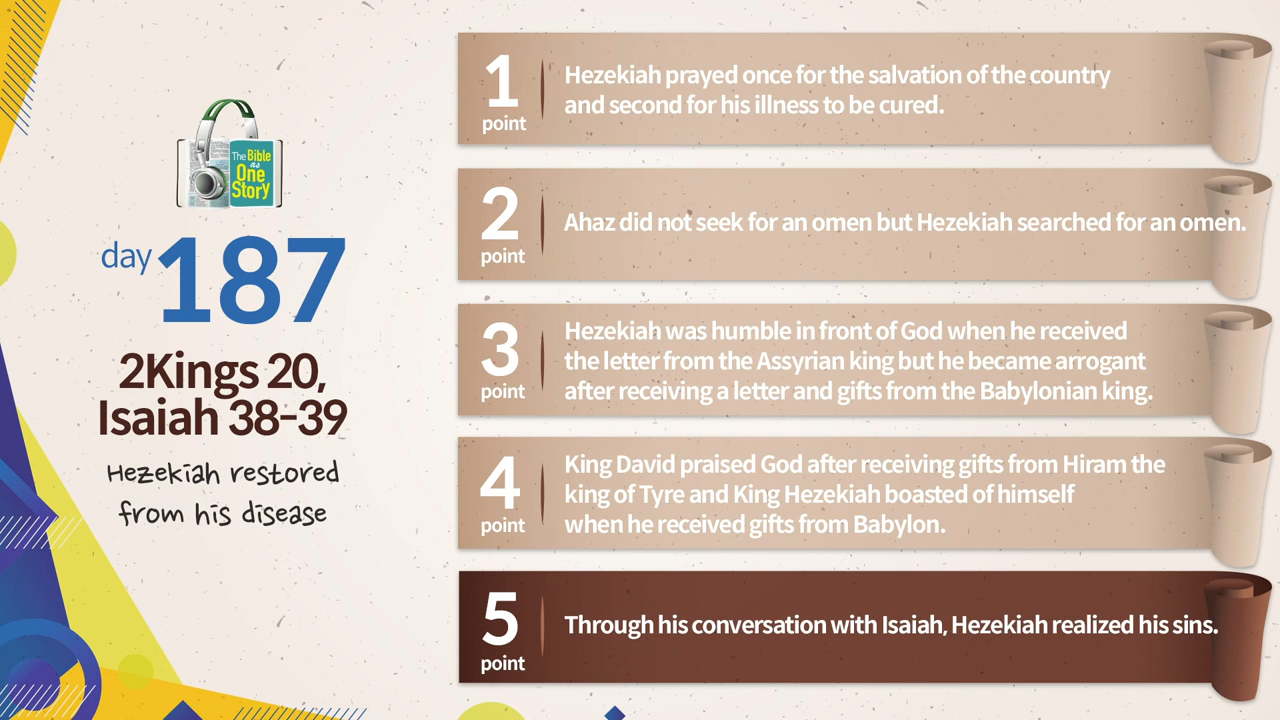 The Bible
as
One
Story
day 187
2Kings 20,
Isaiah 38-39
Hezekiah restored
from his disease
1
point
Hezekiah prayed once for the salvation of the country
and second for his illness to be cured.
2
point
Ahaz did not seek for an omen but Hezekiah searched for an omen.
3
point
Hezekiah was humble in front of God when he received
the letter from the Assyrian king but he became arrogant
after receiving a letter and gifts from the Babylonian king.
4
point
King David praised God after receiving gifts from Hiram the
king of Tyre and King Hezekiah boasted of himself
when he received gifts from Babylon.
5
point
Through his conversation with Isaiah, Hezekiah realized his sins.